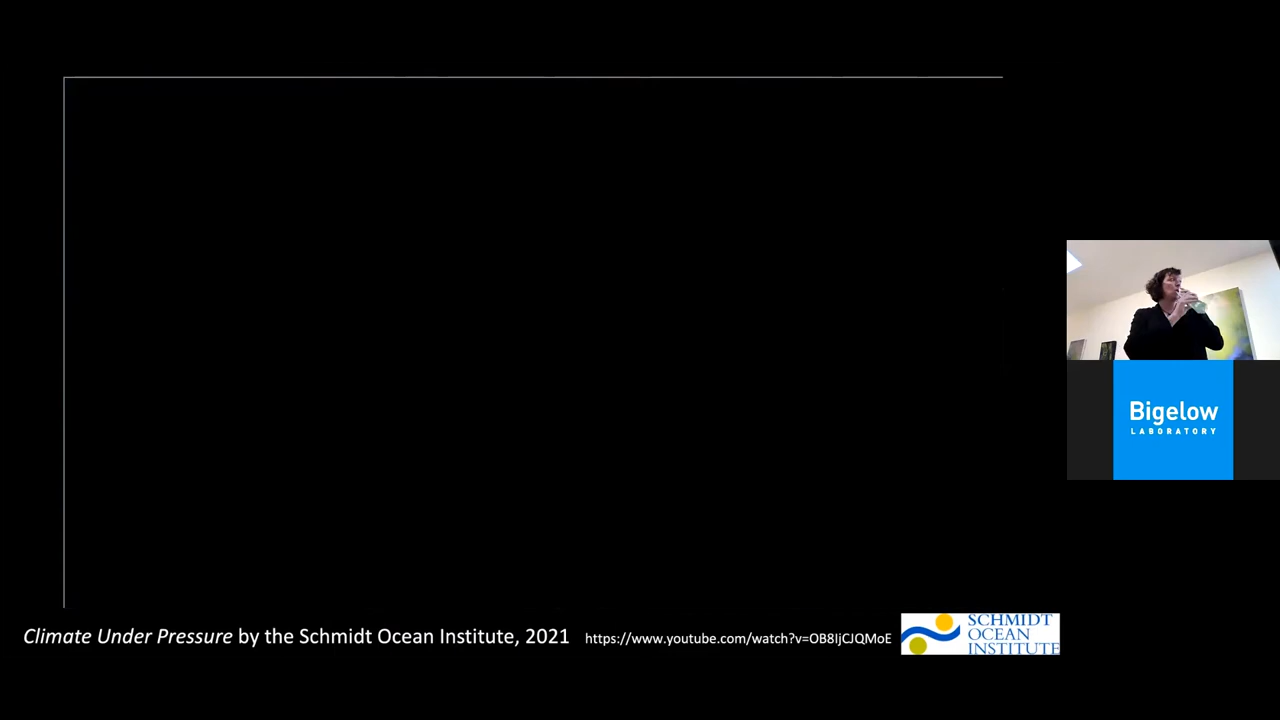 Bigelow
LABORATORY
Climate Under Pressure by the Schmidt Ocean Institute, 2021 https://www.youtube.com/watch?v=OB8IjCJQMoE
SCHMIDT
OCEAN
INSTITUTE